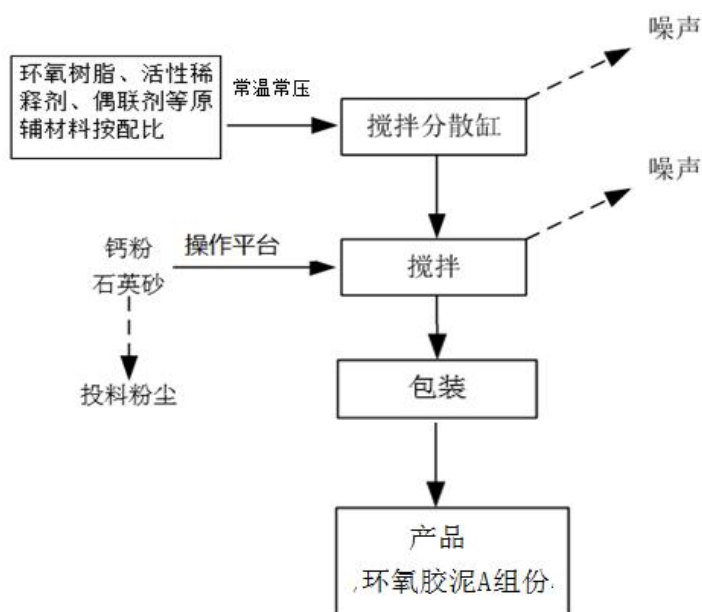 噪声
环氧树脂、活性稀
释剂、偶联剂等原
辅材料按配比
常温常压
搅拌分散缸
噪声
钙粉
石英砂
操作平台
搅拌
投料粉尘
包装
产品
环氧胶泥A组份